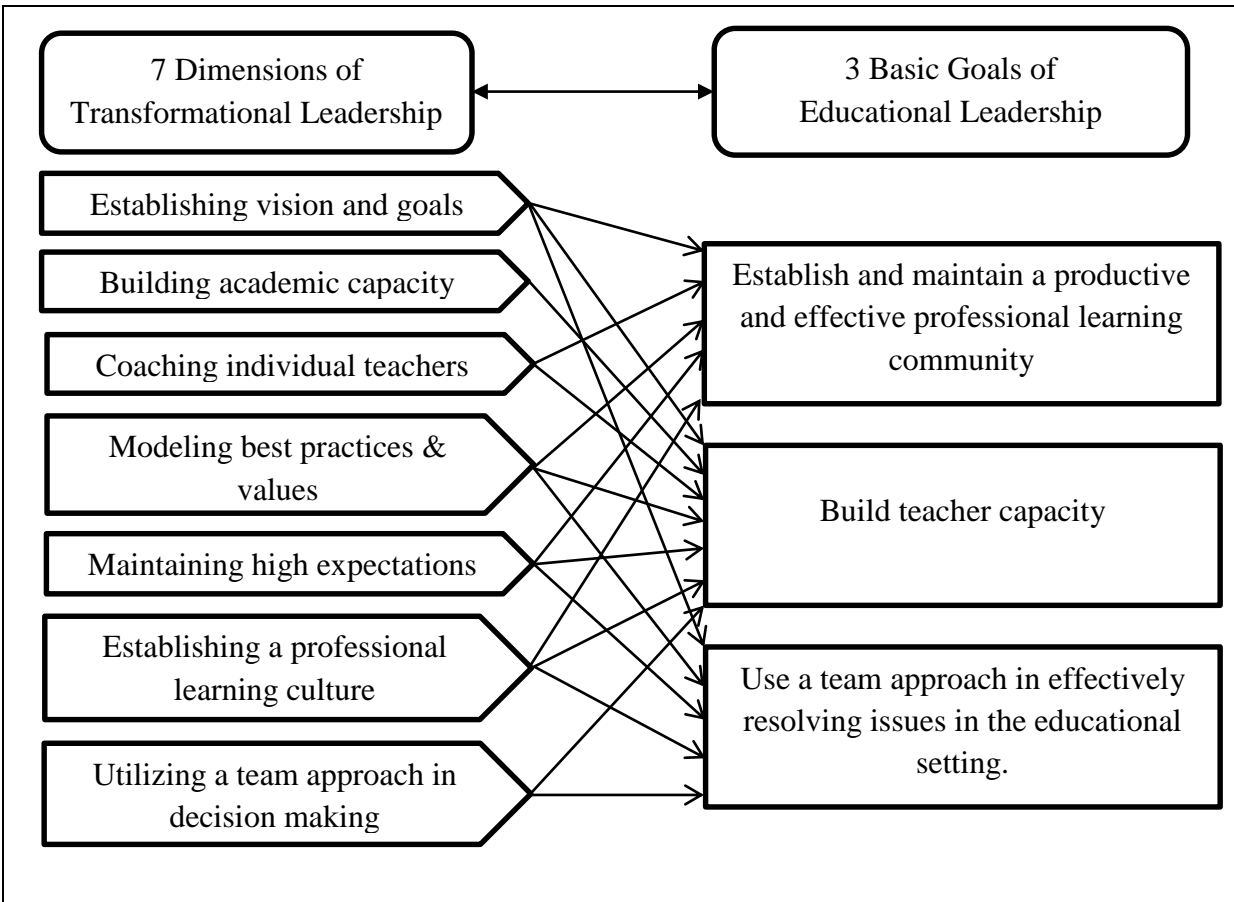 7 Dimensions of
Transformational Leadership
3 Basic Goals of
Educational Leadership
Establishing vision and goals
Building academic capacity
Coaching individual teachers
Modeling best practices &
values
Maintaining high expectations
Establishing a professional
learning culture
Utilizing a team approach in
decision making
Establish and maintain a productive
and effective professional learning
community
Build teacher capacity
Use a team approach in effectively
resolving issues in the educational
setting.